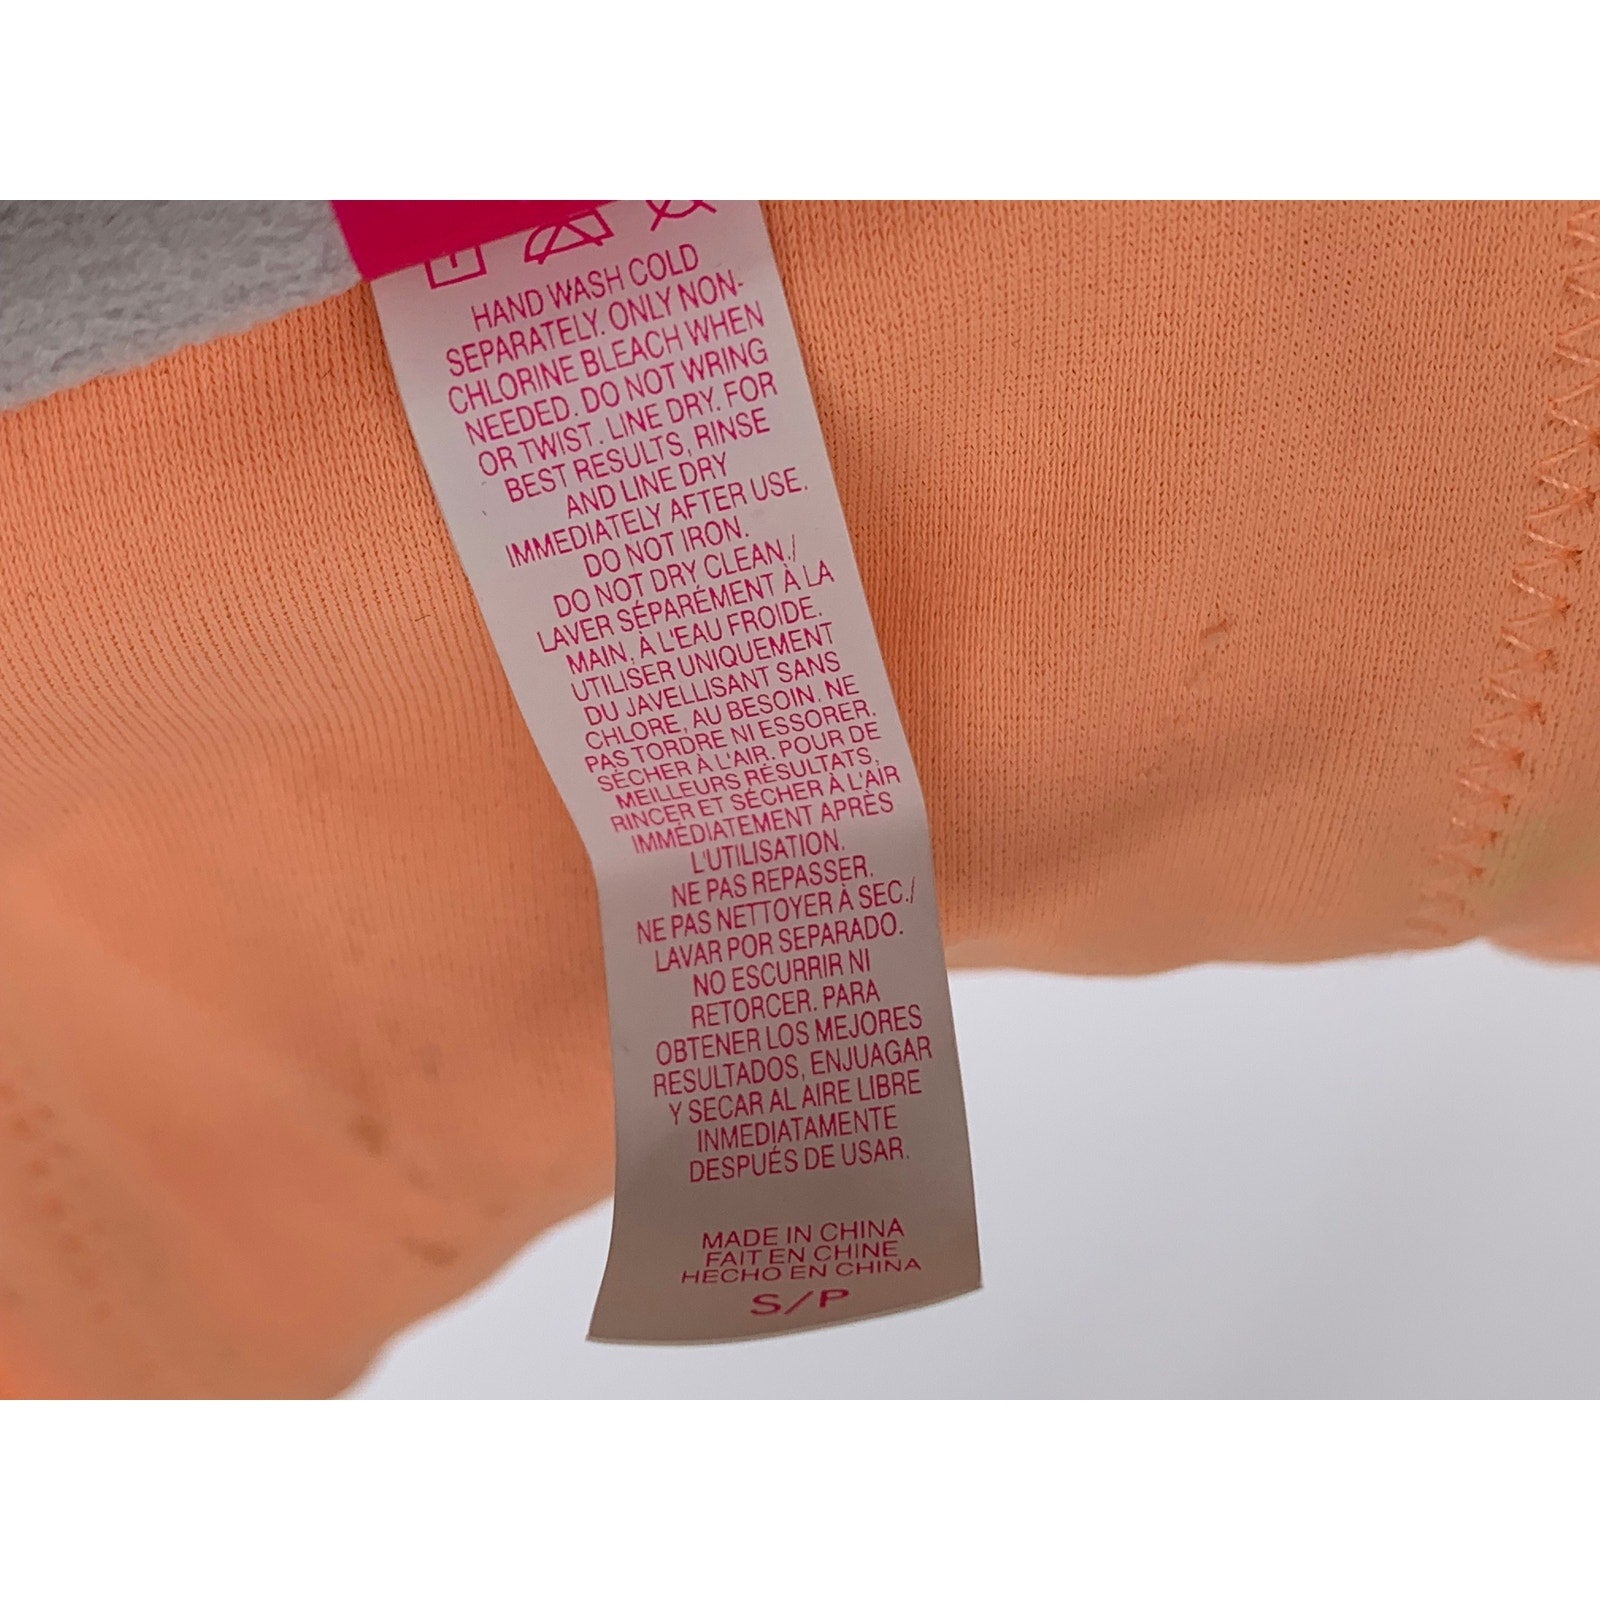 HAND WASH COLD
SEPARATELY. ONLY NON-
CHLORINE BLEACH WHEN
NEEDED. DO NOT WRING
OR TWIST. LINE DRY. FOR
BEST RESULTS, RINSE
AND LINE DRY
IMMEDIATELY AFTER USE.
DO NOT IRON.
DO NOT DRY CLEAN./
LAVER SÉPARÉMENT À LA
MAIN, À L'EAU FROIDE.
UTILISER UNIQUEMENT
DU JAVELLISANT SANS
CHLORE, AU BESOIN. NE
PAS TORDRE NI ESSORER.
SÉCHER À L'AIR. POUR DE
MEILLEURS RÉSULTATS,
RINCER ET SÉCHER À L'AIR
IMMÉDIATEMENT APRÈS
L'UTILISATION.
NE PAS REPASSER.
NE PAS NETTOYER À SEC./
LAVAR POR SEPARADO.
NO ESCURRIR NI
RETORCER. PARA
OBTENER LOS MEJORES
RESULTADOS, ENJUAGAR
Y SECAR AL AIRE LIBRE
INMEDIATAMENTE
DESPUÉS DE USAR.
MADE IN CHINA
FAIT EN CHINE
HECHO EN CHINA
S/P